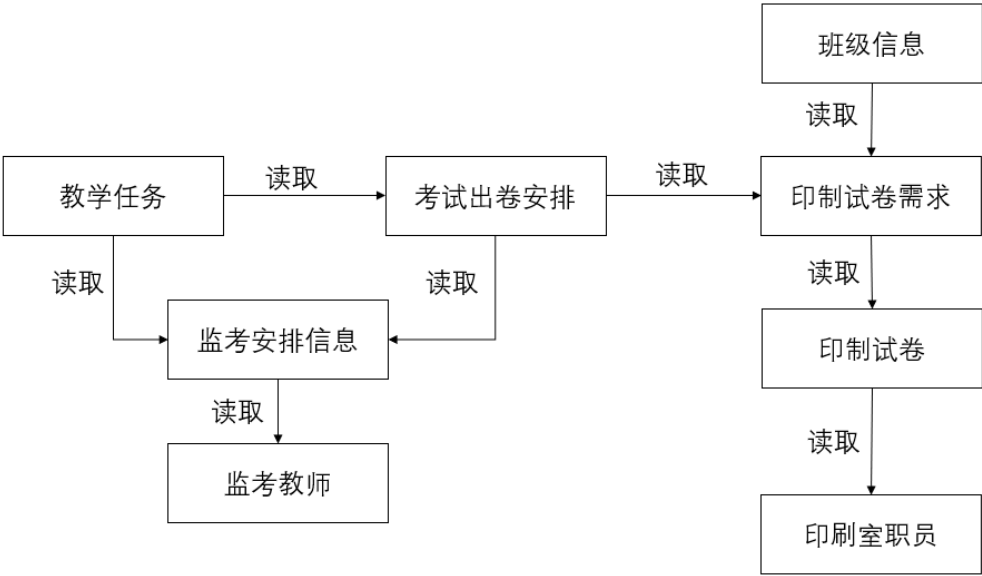 班级信息
读取
教学任务
读取
考试出卷安排
读取
印制试卷需求
读取
读取
读取
监考安排信息
印制试卷
读取
读取
监考教师
印刷室职员